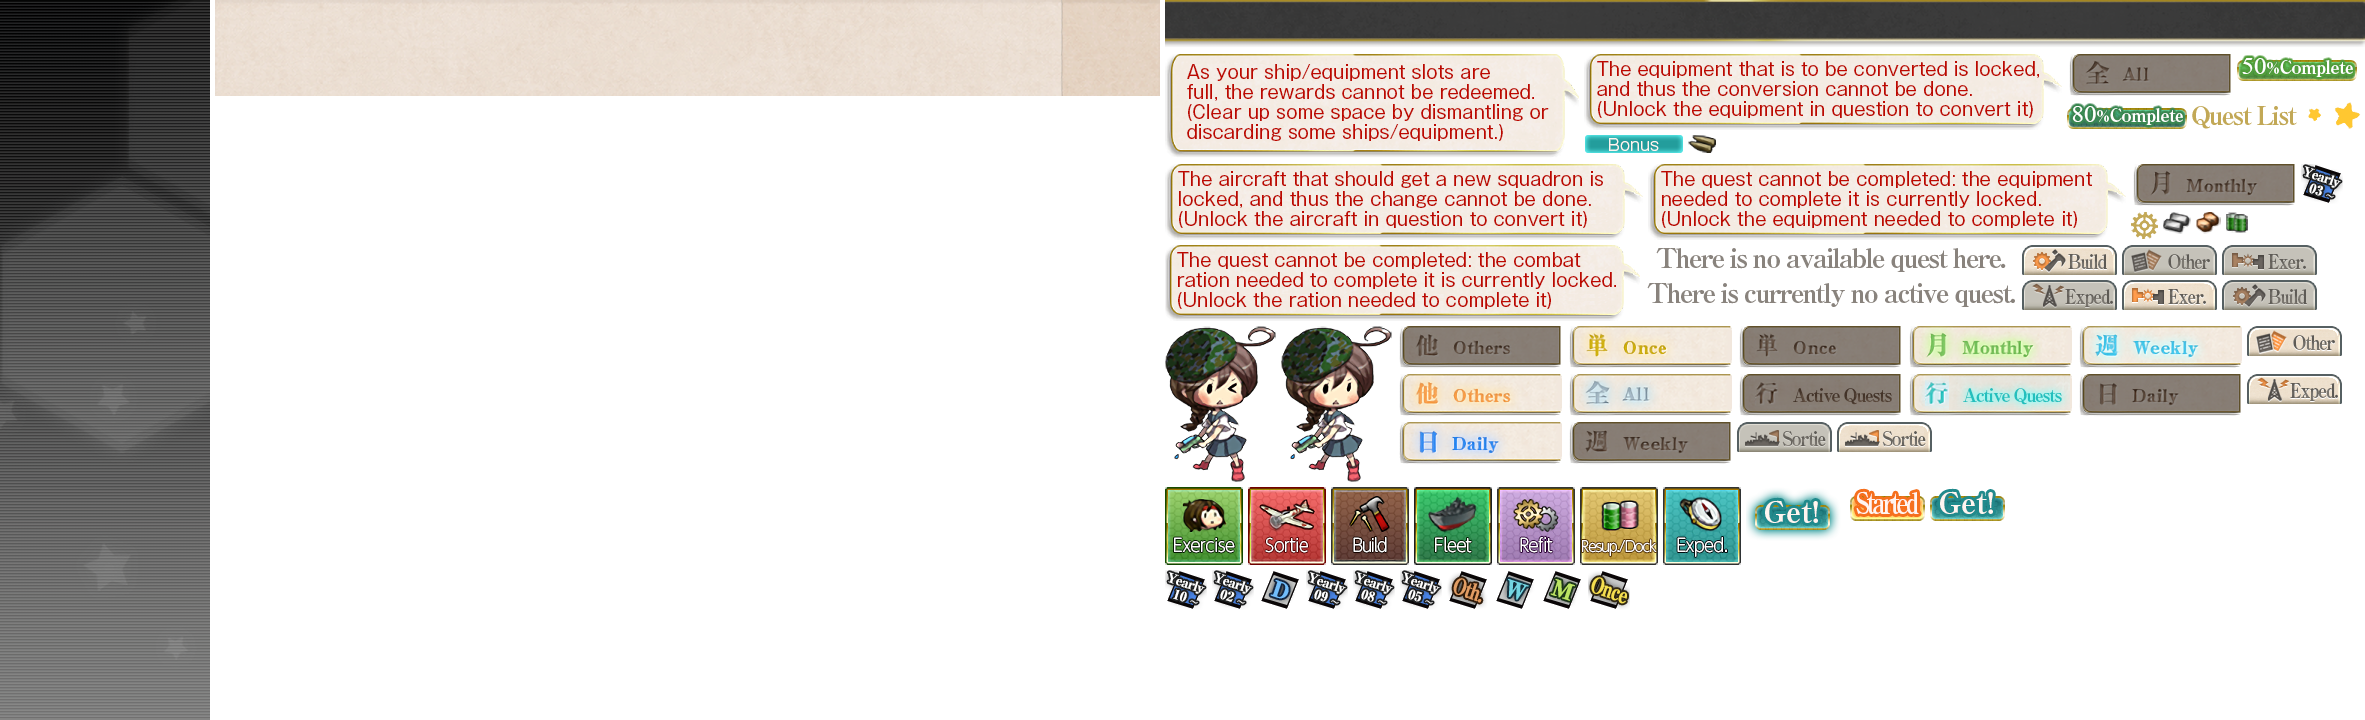 As your ship/equipment slots are
full, the rewards cannot be redeemed.
(Clear up some space by dismantling or
discarding some ships/equipment.)
The equipment that is to be converted is locked,
and thus the conversion cannot be done.
(Unlock the equipment in question to convert it)
全 All
50%Complete
80%Complete
Quest List
Bonus
The aircraft that should get a new squadron is
locked, and thus the change cannot be done.
(Unlock the aircraft in question to convert it)
The quest cannot be completed: the equipment
needed to complete it is currently locked.
(Unlock the equipment needed to complete it)
月 Monthly
Yearly
03~
The quest cannot be completed: the combat
ration needed to complete it is currently locked.
(Unlock the ration needed to complete it)
There is no available quest here.
There is currently no active quest.
Build
Other
Exer.
Exped.
Exer.
Build
他 Others
単 Once
単 Once
月 Monthly
週 Weekly
Other
他 Others
全 All
行 Active Quests
行 Active Quests
日 Daily
Exped.
日 Daily
週 Weekly
Sortie
Sortie
Exercise
Sortie
Build
Fleet
Refit
Resup./Dock
Exped.
Get!
Started
Get!
Yearly
10~
Yearly
02~
D
Yearly
09~
Yearly
08~
Yearly
05~
Oth.
W
M
Once